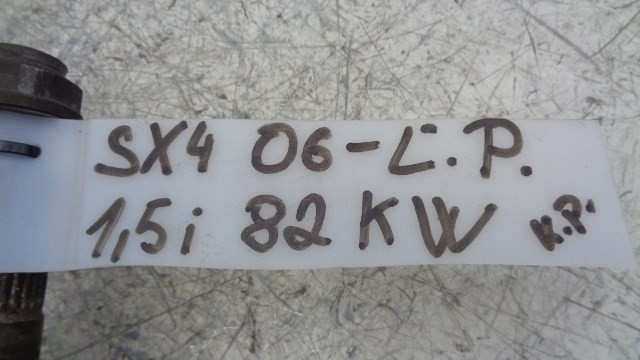 SX4 06-L.P.
1,5i 82 KW K.P.